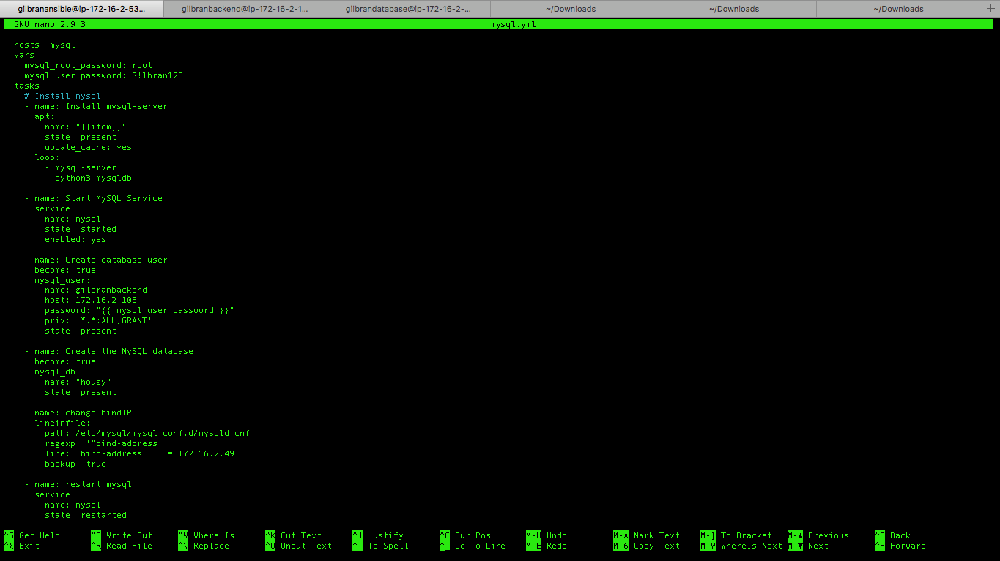 gilbranansible@ip-172-16-2-53... gilbranbackend@ip-172-16-2-1... gilbrandatabase@ip-172-16-2-... ~/Downloads ~/Downloads ~/Downloads +
GNU nano 2.9.3 mysql.yml
- hosts: mysql
  vars:
    mysql_root_password: root
    mysql_user_password: G!lbran123
  tasks:
    # Install mysql
    - name: Install mysql-server
      apt:
        name: "{{item}}"
        state: present
        update_cache: yes
      loop:
        - mysql-server
        - python3-mysqldb

    - name: Start MySQL Service
      service:
        name: mysql
        state: started
        enabled: yes

    - name: Create database user
      become: true
      mysql_user:
        name: gilbranbackend
        host: 172.16.2.108
        password: "{{ mysql_user_password }}"
        priv: '*.*:ALL,GRANT'
        state: present

    - name: Create the MySQL database
      become: true
      mysql_db:
        name: "housy"
        state: present

    - name: change bindIP
      lineinfile:
        path: /etc/mysql/mysql.conf.d/mysqld.cnf
        regexp: '^bind-address'
        line: 'bind-address     = 172.16.2.49'
        backup: true

    - name: restart mysql
      service:
        name: mysql
        state: restarted

^G Get Help ^O Write Out ^W Where Is ^K Cut Text ^J Justify ^C Cur Pos M-U Undo M-A Mark Text M-] To Bracket M-▲ Previous ^B Back
^X Exit ^R Read File ^\ Replace ^U Uncut Text ^T To Spell ^_ Go To Line M-E Redo M-6 Copy Text M-W WhereIs Next M-▼ Next ^F Forward